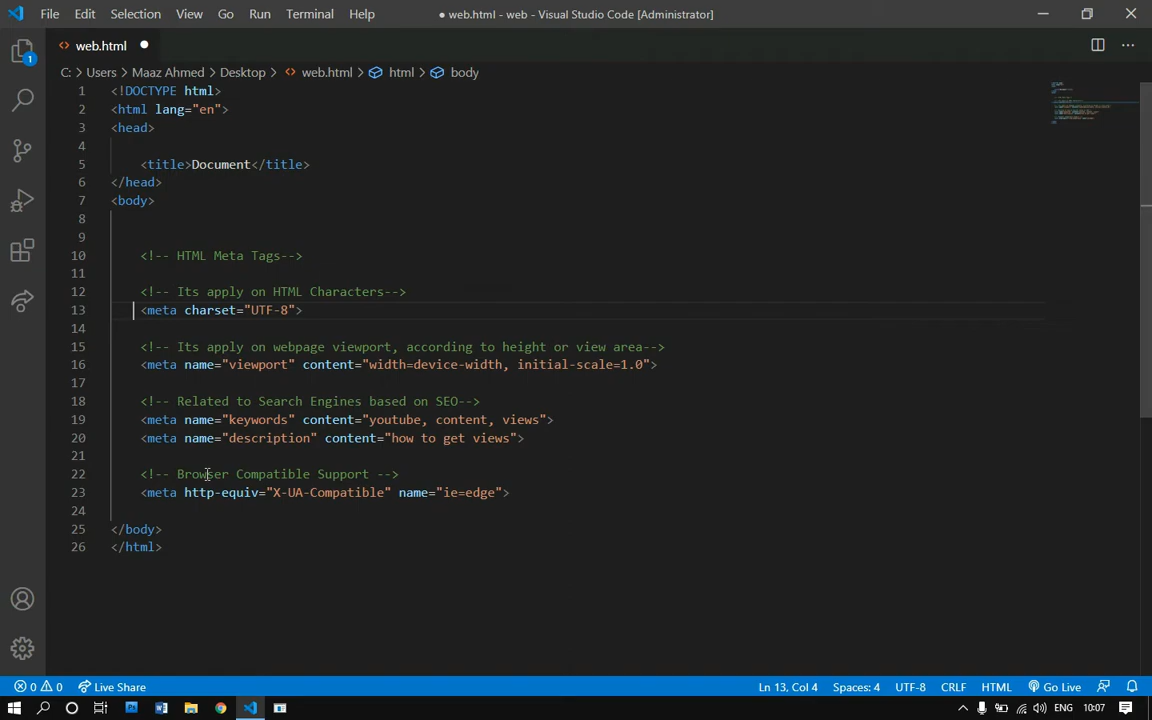 File Edit Selection View Go Run Terminal Help ● web.html - web - Visual Studio Code [Administrator]
web.html
C: > Users > Maaz Ahmed > Desktop > web.html > html > body
1 <!DOCTYPE html>
2 <html lang="en">
3 <head>
4
5 <title>Document</title>
6 </head>
7 <body>
8
9
10 <!-- HTML Meta Tags-->
11
12 <!-- Its apply on HTML Characters-->
13 <meta charset="UTF-8">
14
15 <!-- Its apply on webpage viewport, according to height or view area-->
16 <meta name="viewport" content="width=device-width, initial-scale=1.0">
17
18 <!-- Related to Search Engines based on SEO-->
19 <meta name="keywords" content="youtube, content, views">
20 <meta name="description" content="how to get views">
21
22 <!-- Browser Compatible Support -->
23 <meta http-equiv="X-UA-Compatible" name="ie=edge">
24
25 </body>
26 </html>
1
0 0 Live Share Ln 13, Col 4 Spaces: 4 UTF-8 CRLF HTML Go Live
Ps W ENG 10:07